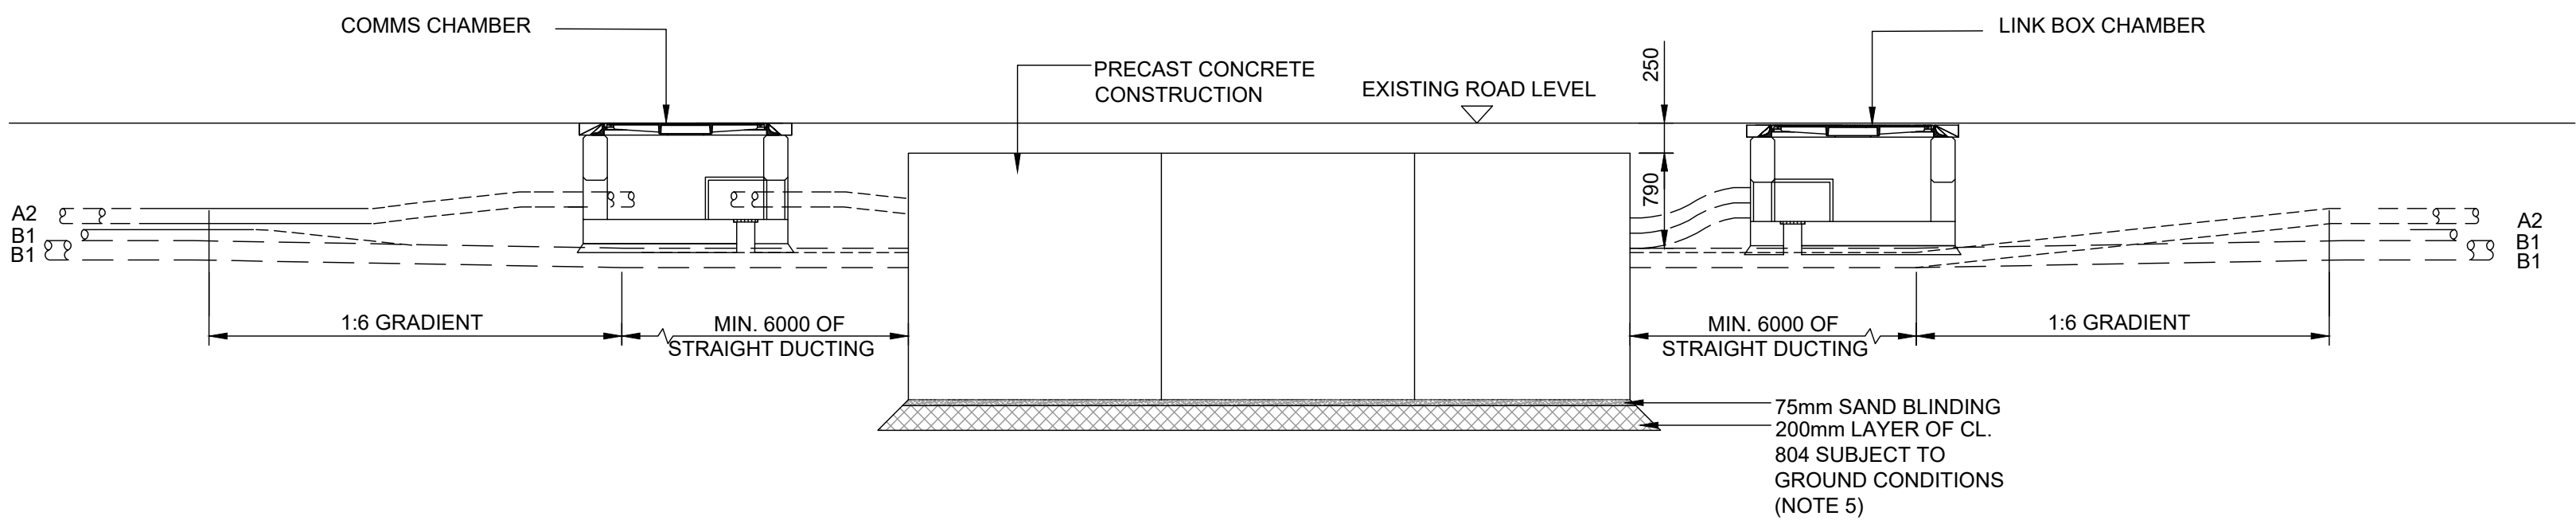 COMMS CHAMBER
LINK BOX CHAMBER
PRECAST CONCRETE
CONSTRUCTION
EXISTING ROAD LEVEL
250
790
A2
B1
B1
A2
B1
B1
1:6 GRADIENT
MIN. 6000 OF
STRAIGHT DUCTING
MIN. 6000 OF
STRAIGHT DUCTING
1:6 GRADIENT
75mm SAND BLINDING
200mm LAYER OF CL.
804 SUBJECT TO
GROUND CONDITIONS
(NOTE 5)